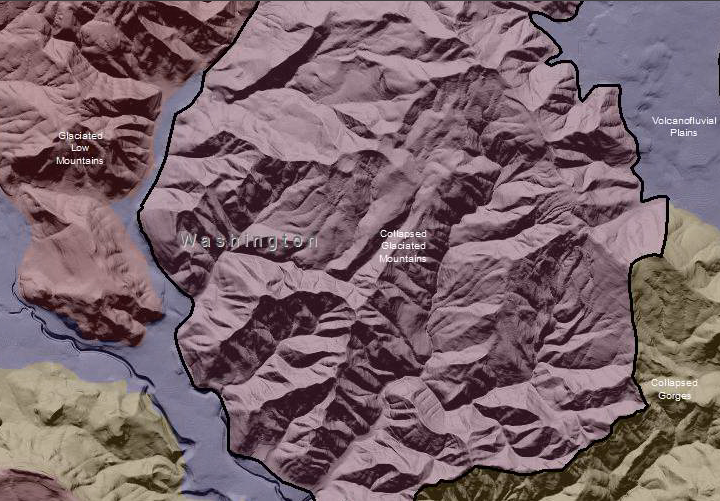 Glaciated
Low
Mountains
Volcanofluvial
Plains
Washington
Collapsed
Glaciated
Mountains
Collapsed
Gorges